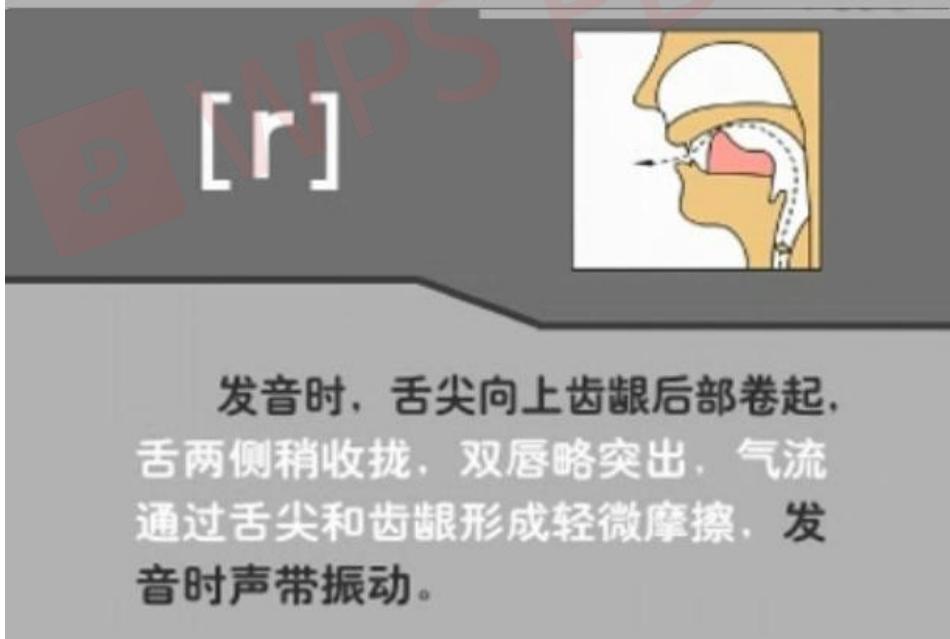 [r]
WPS PD
发音时，舌尖向上齿龈后部卷起，
舌两侧稍收拢，双唇略突出，气流
通过舌尖和齿龈形成轻微摩擦，发
音时声带振动。